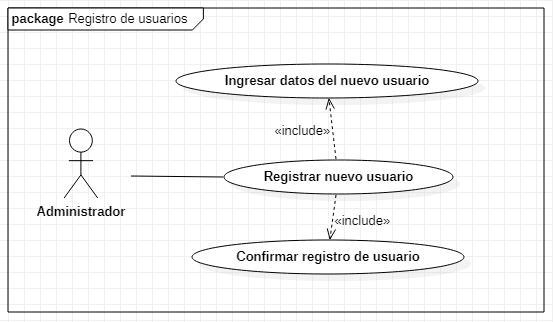 package Registro de usuarios
Ingresar datos del nuevo usuario
«include»
Registrar nuevo usuario
Administrador
«include»
Confirmar registro de usuario